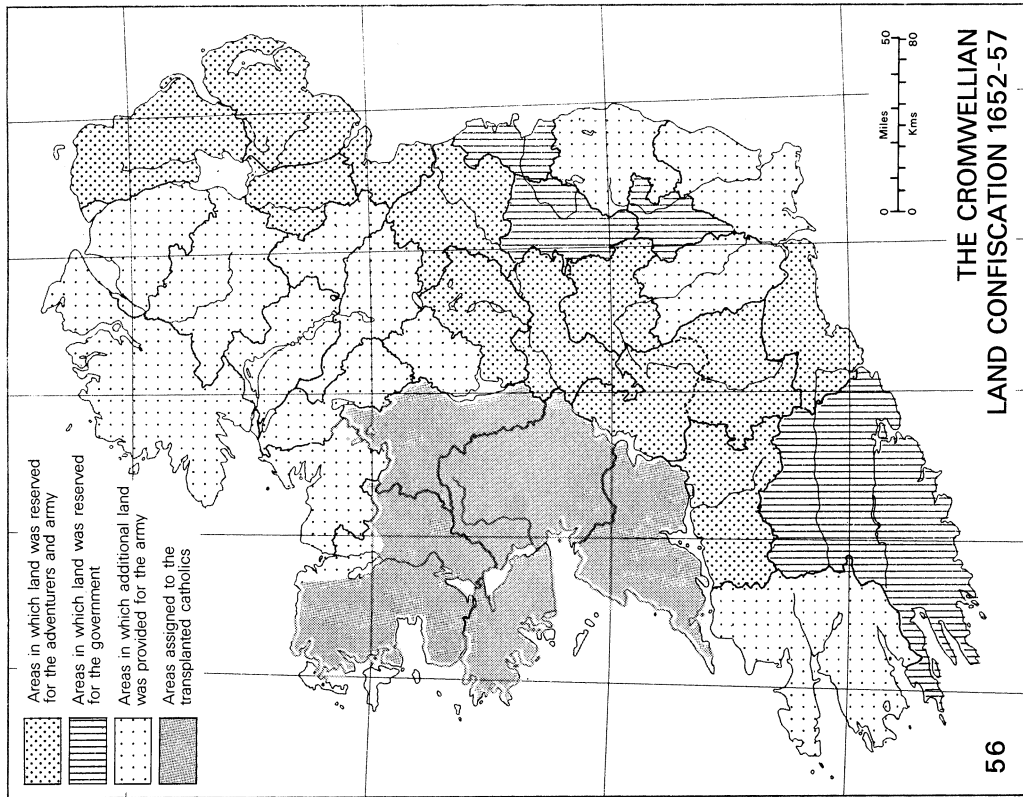 Areas in which land was reserved
for the adventurers and army
Areas in which land was reserved
for the government
Areas in which additional land
was provided for the army
Areas assigned to the
transplanted catholics
0 Miles 50
0 Kms 80
THE CROMWELLIAN
LAND CONFISCATION 1652-57
56